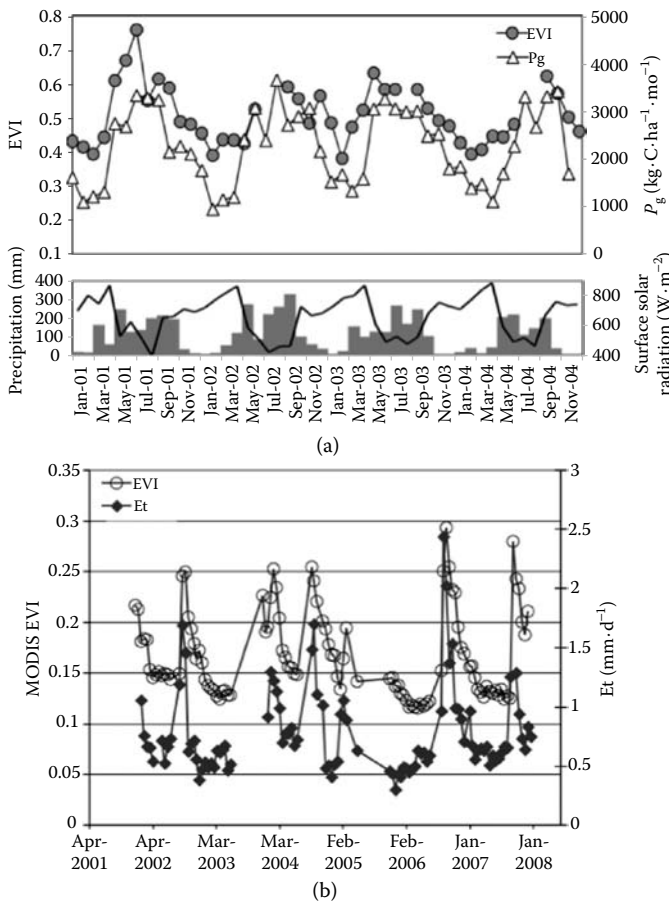 0.8
0.7
0.6
0.5
0.4
0.3
0.2
0.1
EVI
EVI
Pg
5000
4000
3000
2000
1000
0
Pg (kg·C·ha−1·mo−1)
400
300
200
100
0
Precipitation (mm)
800
600
400
Surface solar
radiation (W·m−2)
Jan-01
Mar-01
May-01
Jul-01
Sep-01
Nov-01
Jan-02
Mar-02
May-02
Jul-02
Sep-02
Nov-02
Jan-03
Mar-03
May-03
Jul-03
Sep-03
Nov-03
Jan-04
Mar-04
May-04
Jul-04
Sep-04
Nov-04
(a)
0.35
0.3
0.25
0.2
0.15
0.1
0.05
0
MODIS EVI
EVI
Et
3
2.5
2
1.5
1
0.5
0
Et (mm·d−1)
Apr-
2001
Apr-
2002
Mar-
2003
Mar-
2004
Feb-
2005
Feb-
2006
Jan-
2007
Jan-
2008
(b)